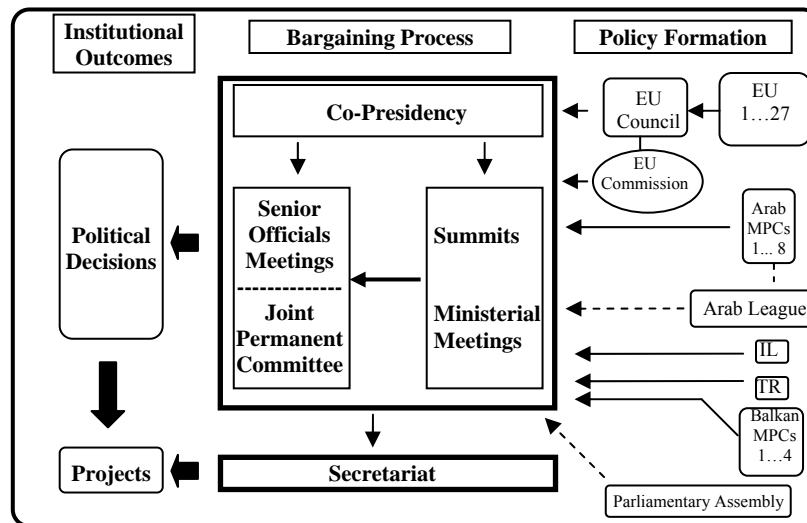 Institutional
Outcomes
Bargaining Process
Policy Formation
Co-Presidency
Senior
Officials
Meetings
Joint
Permanent
Committee
Summits
Ministerial
Meetings
Secretariat
Political
Decisions
Projects
EU
Council
EU
1…27
EU
Commission
Arab
MPCs
1... 8
Arab League
IL
TR
Balkan
MPCs
1…4
Parliamentary Assembly